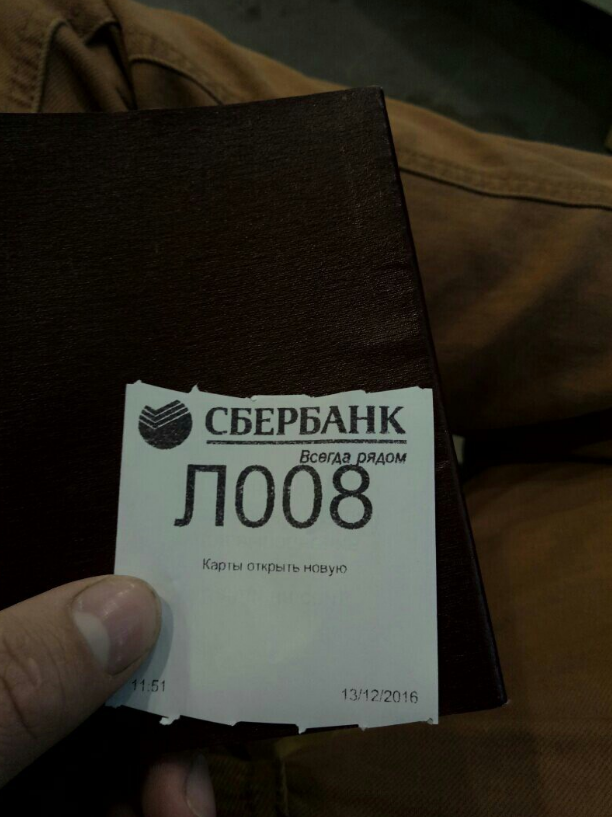 СБЕРБАНК
Всегда рядом
Л008
Карты открыть новую
11:51 13/12/2016